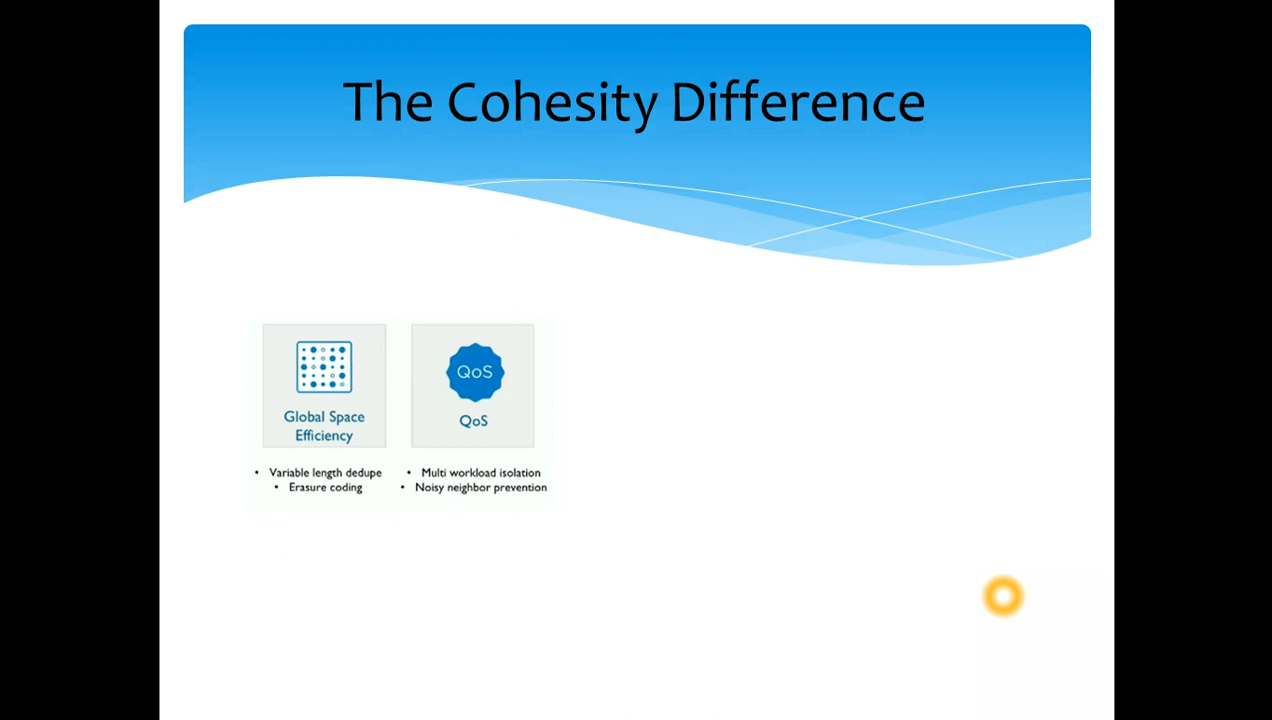 The Cohesity Difference
QoS
Global Space
Efficiency
QoS
• Variable length dedupe
• Erasure coding
• Multi workload isolation
• Noisy neighbor prevention